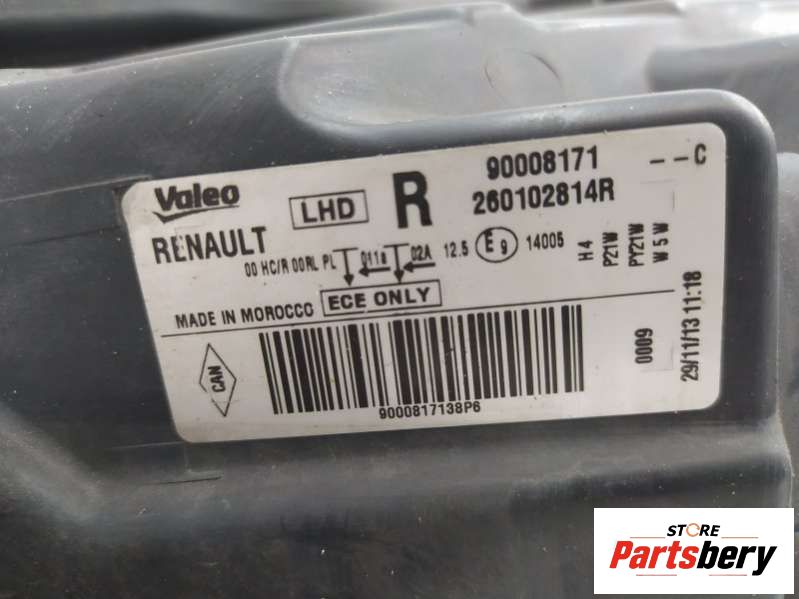 Valeo LHD R 90008171 --C
260102814R
RENAULT
00 HC/R 00RL PL 011a 02A 12.5 E9 14005
H4
P21W
PY21W
W5W
MADE IN MOROCCO ECE ONLY
CAN
9000817138P6
0009
29/11/13 11:18
STORE
Partsbery